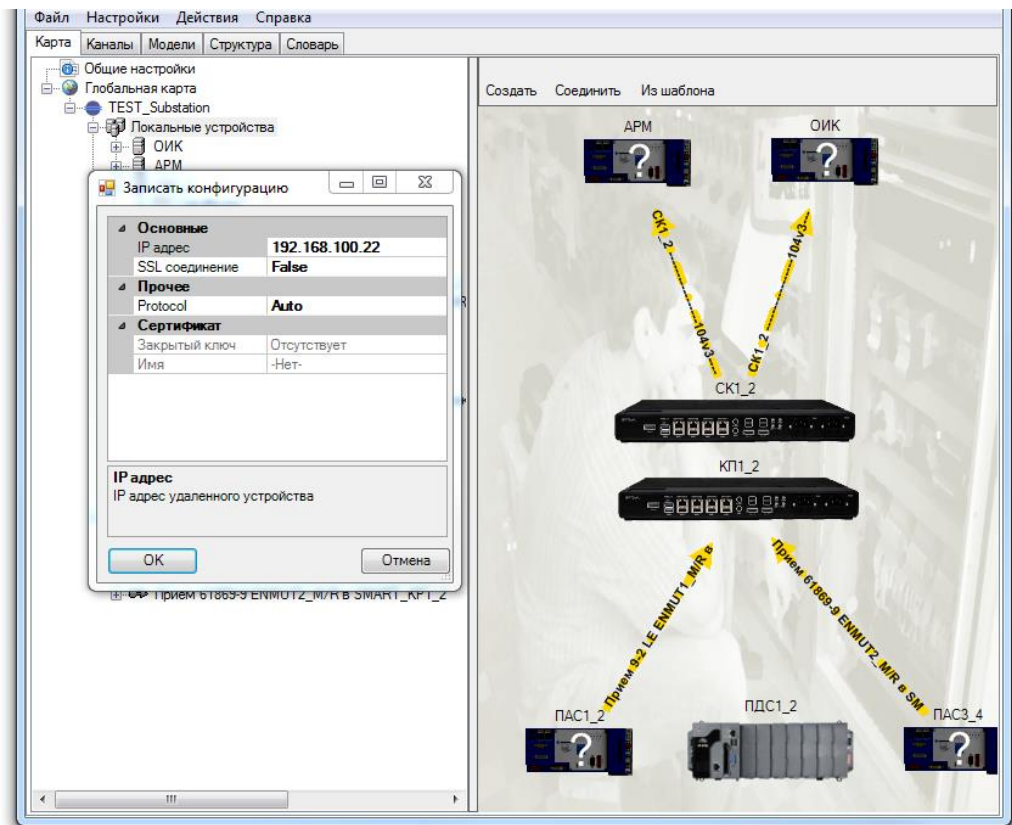 Файл Настройки Действия Справка
Карта Каналы Модели Структура Словарь
Общие настройки
Глобальная карта
TEST_Substation
Локальные устройства
ОИК
АРМ
Записать конфигурацию
Основные
IP адрес 192.168.100.22
SSL соединение False
Прочее
Protocol Auto
Сертификат
Закрытый ключ Отсутствует
Имя -Нет-
IP адрес
IP адрес удаленного устройства
OK Отмена
Прием 61869-9 ENMUT2_M/R в SMART_KP1_2
Создать Соединить Из шаблона
АРМ ОИК
СК1_2 ------104v3----
СК1_2 ------104v3----
СК1_2
КП1_2
Прием 9-2 LE ENMUT1_M/R в
Прием 61869-9 ENMUT2_M/R в SM
ПАС1_2 ПДС1_2 ПАС3_4